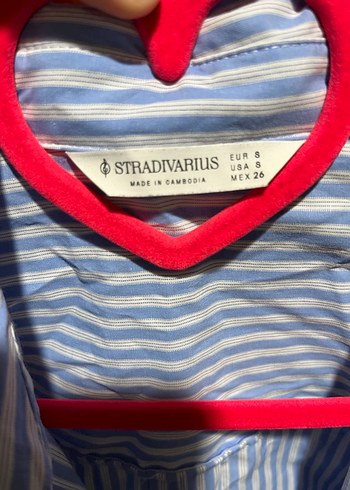 STRADIVARIUS
MADE IN CAMBODIA
EUR S
USA S
MEX 26